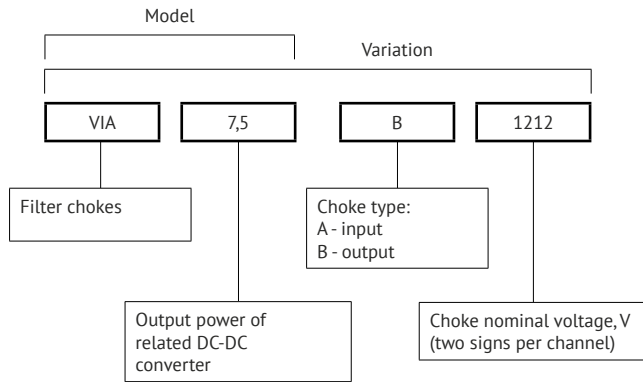 Model
Variation
VIA
7,5
B
1212
Filter chokes
Choke type:
A - input
B - output
Output power of
related DC-DC
converter
Choke nominal voltage, V
(two signs per channel)